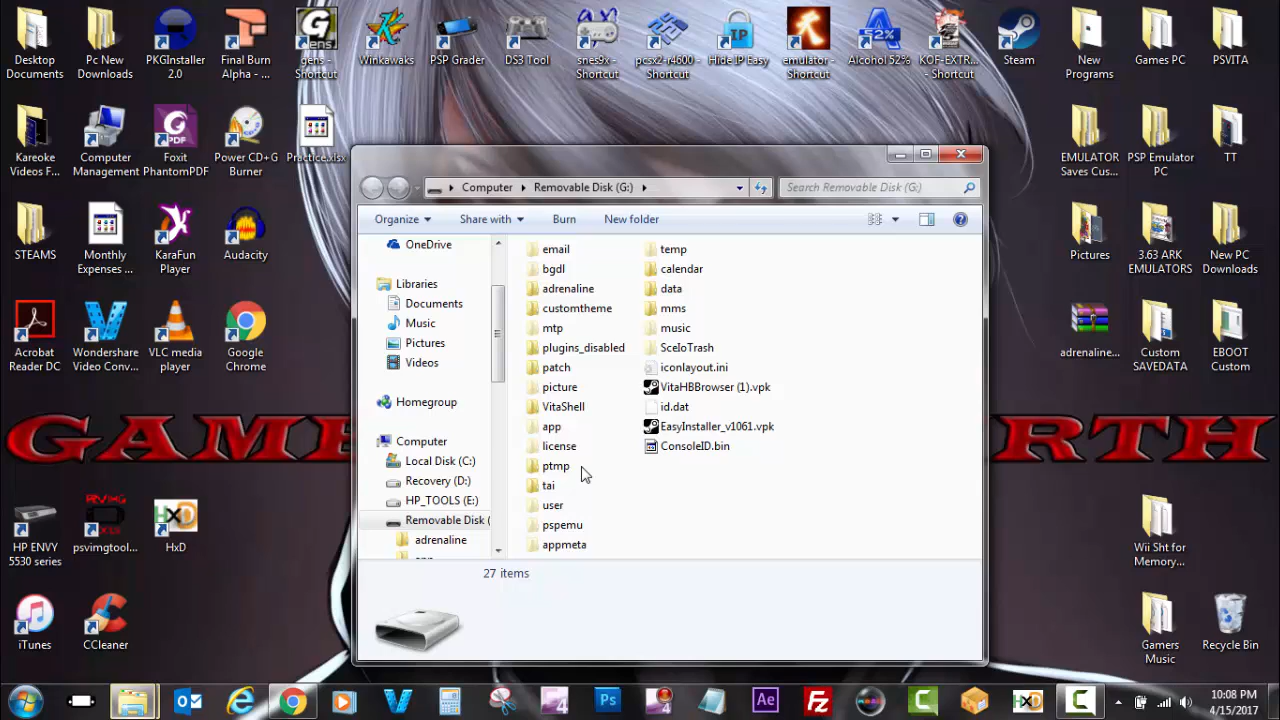 Desktop Documents
Pc New Downloads
PKGInstaller 2.0
Final Burn Alpha - ...
gens - Shortcut
Winkawaks
PSP Grader
DS3 Tool
snes9x - Shortcut
pcsx2-r4600 - Shortcut
Hide IP Easy
emulator - Shortcut
Alcohol 52%
KOF-EXTR... - Shortcut
Steam
New Programs
Games PC
PSVITA
Kareoke Videos F...
Computer Management
Foxit PhantomPDF
Power CD+G Burner
Practice.xlsx
EMULATOR Saves Cus...
PSP Emulator PC
TT
STEAMS
Monthly Expenses ...
KaraFun Player
Audacity
Pictures
3.63 ARK EMULATORS
New PC Downloads
Acrobat Reader DC
Wondershare Video Conv...
VLC media player
Google Chrome
adrenaline...
Custom SAVEDATA
EBOOT Custom
HP ENVY 5530 series
psvimgtool...
HxD
Wii Sht for Memory...
iTunes
CCleaner
Gamers Music
Recycle Bin
Computer
Removable Disk (G:)
Search Removable Disk (G:)
Organize
Share with
Burn
New folder
OneDrive
Libraries
Documents
Music
Pictures
Videos
Homegroup
Computer
Local Disk (C:)
Recovery (D:)
HP_TOOLS (E:)
Removable Disk (
adrenaline
email
bgdl
adrenaline
customtheme
mtp
plugins_disabled
patch
picture
VitaShell
app
license
ptmp
tai
user
pspemu
appmeta
temp
calendar
data
mms
music
SceIoTrash
iconlayout.ini
VitaHBBrowser (1).vpk
id.dat
EasyInstaller_v1061.vpk
ConsoleID.bin
27 items
10:08 PM
4/15/2017